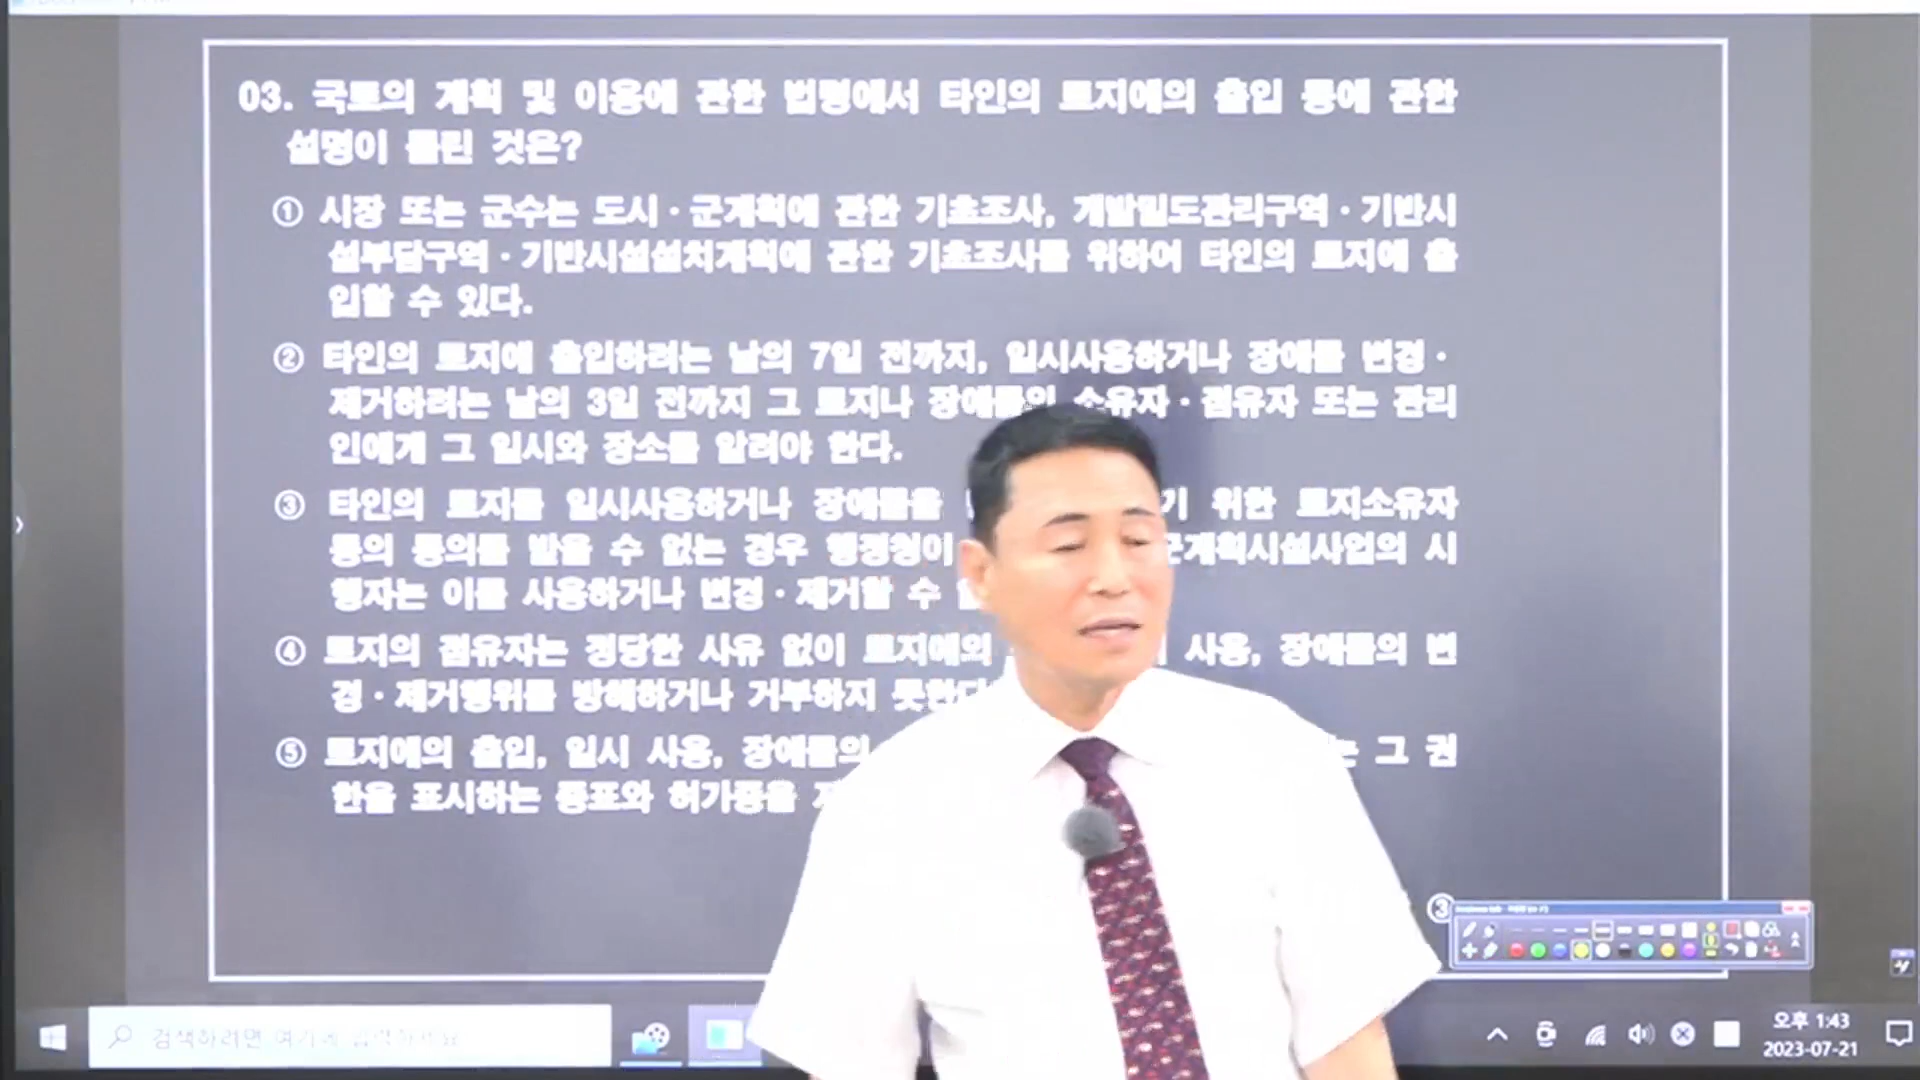 03. 국토의 계획 및 이용에 관한 법령에서 타인의 토지에의 출입 등에 관한
설명이 틀린 것은?
① 시장 또는 군수는 도시·군계획에 관한 기초조사, 개발밀도관리구역·기반시
설부담구역·기반시설설치계획에 관한 기초조사를 위하여 타인의 토지에 출
입할 수 있다.
② 타인의 토지에 출입하려는 날의 7일 전까지, 일시사용하거나 장애물 변경·
제거하려는 날의 3일 전까지 그 토지나 장애물의 소유자·점유자 또는 관리
인에게 그 일시와 장소를 알려야 한다.
③ 타인의 토지를 일시사용하거나 장애물을 기 위한 토지소유자
등의 동의를 받을 수 없는 경우 행정청이 군계획시설사업의 시
행자는 이를 사용하거나 변경·제거할 수
④ 토지의 점유자는 정당한 사유 없이 토지에의 사용, 장애물의 변
경·제거행위를 방해하거나 거부하지 못한다
⑤ 토지에의 출입, 일시 사용, 장애물의 는 그 권
한을 표시하는 증표와 허가증을
③
검색하려면 여기에 입력하세요
오후 1:43
2023-07-21